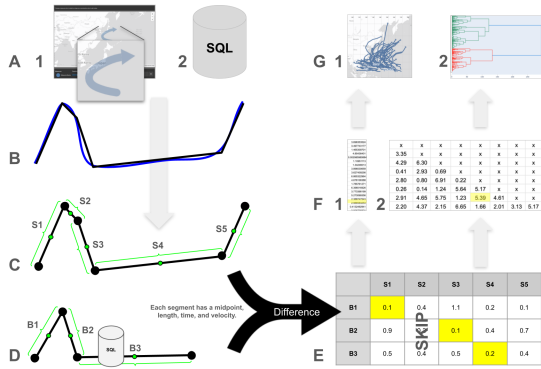 A 1 2
SQL
B
S1
S2
S3
S4
S5
C
Each segment has a midpoint,
length, time, and velocity.
B1
B2
B3
SQL
D
Difference
G 1 2
F 1 2
x x x x x x x x
3.35 x x x x x x x
4.29 6.30 x x x x x x
0.41 2.93 0.69 x x x x x
2.80 0.80 6.91 0.22 x x x x
0.26 0.14 1.24 5.64 5.17 x x x
2.91 4.65 5.75 1.23 5.39 4.61 x x
2.20 4.37 2.15 6.65 1.66 2.01 3.13 5.17
S1 S2 S3 S4 S5
B1 0.1 0.4 1.1 0.2 0.1
B2 0.9 0.1 0.4 0.7
B3 0.5 0.4 0.5 0.2 0.4
SKIP
E